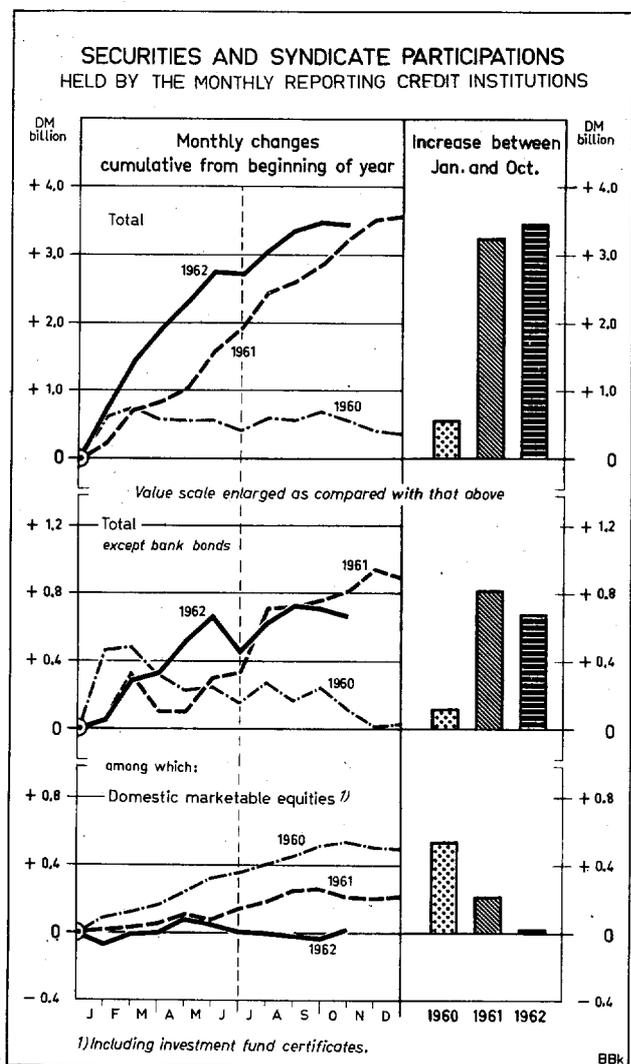 SECURITIES AND SYNDICATE PARTICIPATIONS
HELD BY THE MONTHLY REPORTING CREDIT INSTITUTIONS
DM
billion
Monthly changes
cumulative from beginning of year
Increase between
Jan. and Oct.
DM
billion
+ 4.0
+ 4.0
Total
+ 3.0
+ 3.0
1962
+ 2.0
+ 2.0
1961
+ 1.0
+ 1.0
1960
0
0
Value scale enlarged as compared with that above
+ 1.2
Total
+ 1.2
except bank bonds
1961
+ 0.8
1962
+ 0.8
+ 0.4
+ 0.4
1960
0
0
among which:
+ 0.8
Domestic marketable equities 1)
+ 0.8
1960
+ 0.4
+ 0.4
1961
0
0
1962
- 0.4
- 0.4
J F M A M J J A S O N D
1960 1961 1962
1) Including investment fund certificates.
BBk